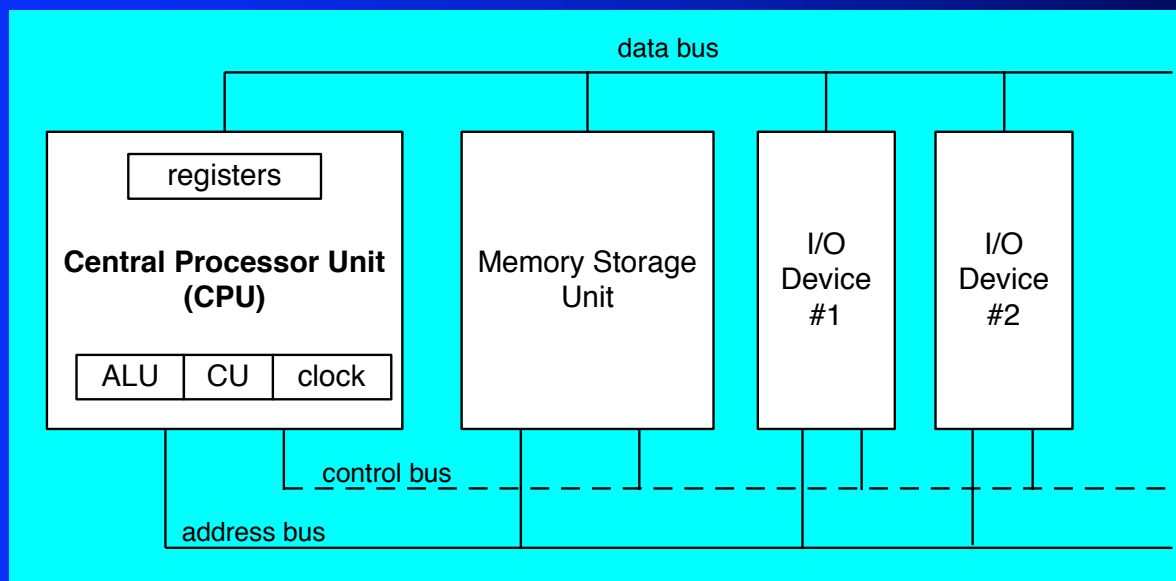 data bus
registers
Central Processor Unit
(CPU)
ALU CU clock
Memory Storage
Unit
I/O
Device
#1
I/O
Device
#2
control bus
address bus